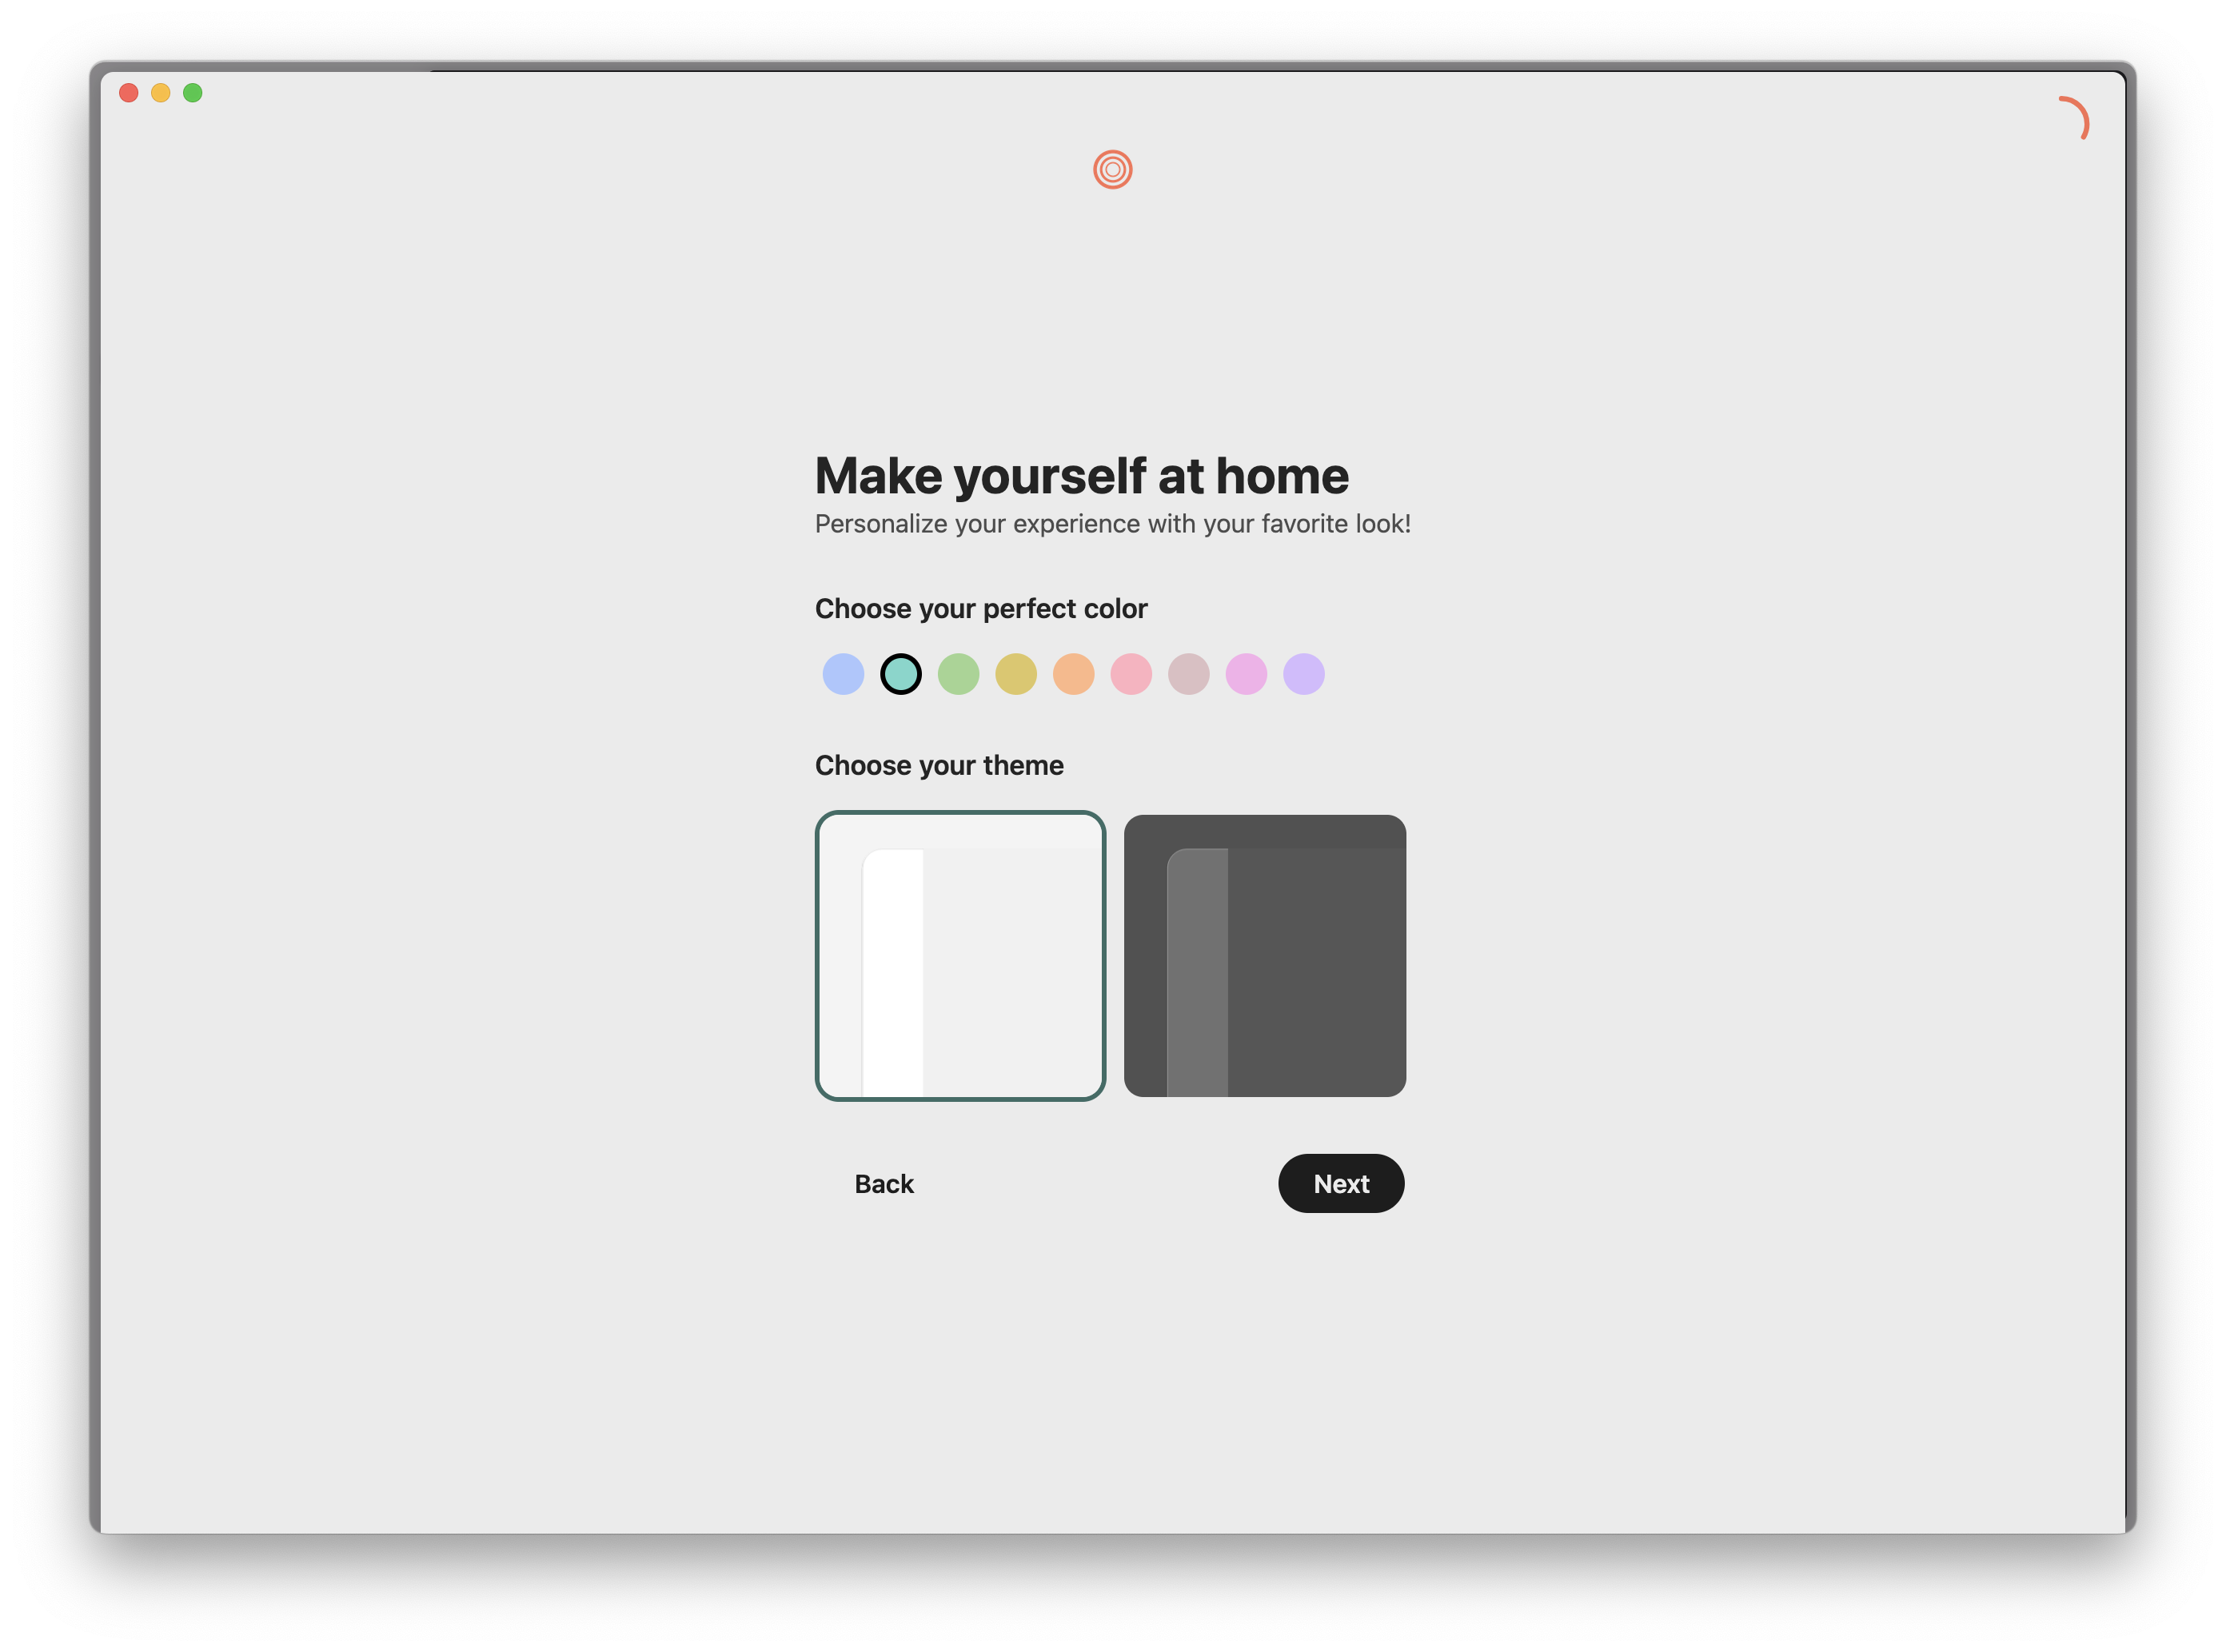 Make yourself at home
Personalize your experience with your favorite look!
Choose your perfect color
Choose your theme
Back
Next